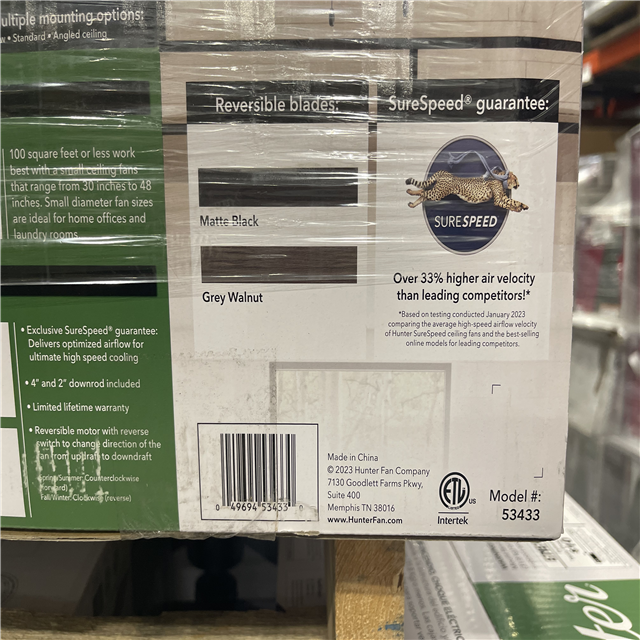 ultiple mounting options:
w • Standard • Angled ceiling
100 square feet or less work
best with a small ceiling fans
that range from 30 inches to 48
inches. Small diameter fan sizes
are ideal for home offices and
laundry rooms.
• Exclusive SureSpeed® guarantee:
Delivers optimized airflow for
ultimate high speed cooling
• 4" and 2" downrod included
• Limited lifetime warranty
• Reversible motor with reverse
switch to change direction of the
fan from updraft to downdraft
Spring/Summer: Counterclockwise
(forward)
Fall/Winter: Clockwise (reverse)
Reversible blades:
Matte Black
Grey Walnut
SureSpeed® guarantee:
SURESPEED
Over 33% higher air velocity
than leading competitors!*
*Based on testing conducted January 2023
comparing the average high-speed airflow velocity
of Hunter SureSpeed ceiling fans and the best-selling
online models for leading competitors.
0 49694 53433 0
Made in China
© 2023 Hunter Fan Company
7130 Goodlett Farms Pkwy,
Suite 400
Memphis TN 38016
www.HunterFan.com
ETL
US
Intertek
Model #:
53433